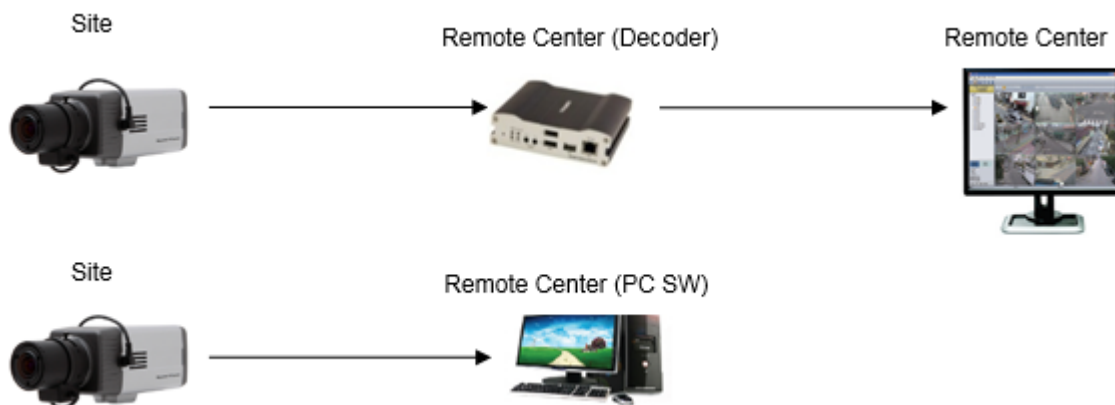 Site
Remote Center (Decoder)
Remote Center
Site
Remote Center (PC SW)